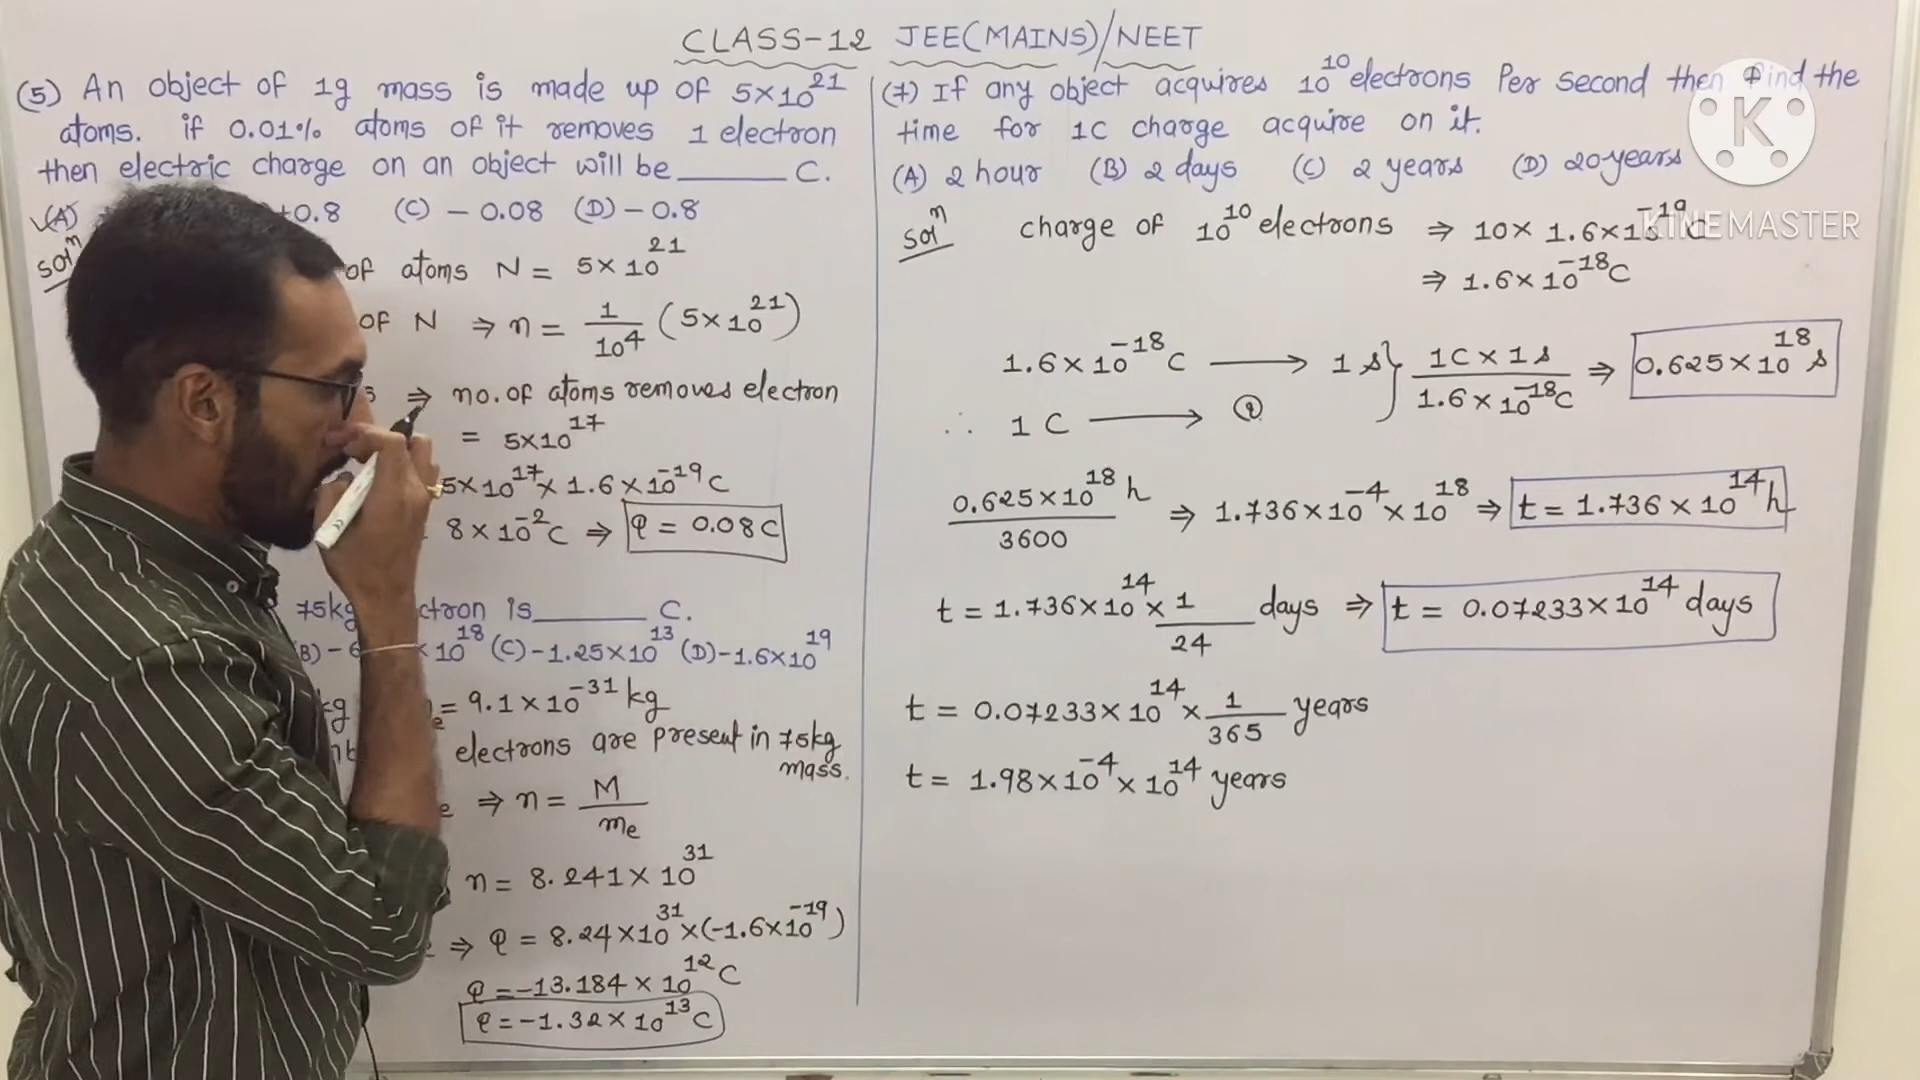 CLASS-12 JEE(MAINS)/NEET
(5) An object of 1g mass is made up of 5×10²¹
atoms. if 0.01% atoms of it removes 1 electron
then electric charge on an object will be ______ C.
(A) +0.8 (C) -0.08 (D) -0.8
Solⁿ of atoms N = 5×10²¹
of N ⇒ n = 1/10⁴ (5×10²¹)
⇒ no. of atoms removes electron
= 5×10¹⁷
5×10¹⁷ × 1.6×10⁻¹⁹C
8×10⁻²C ⇒ q = 0.08C
75kg ctron is ______ C.
(B) -6 ×10¹⁸ (C) -1.25×10¹³ (D) -1.6×10¹⁹
kg e = 9.1×10⁻³¹ kg
electrons are present in 75kg
mass.
e ⇒ n = M/mₑ
n = 8.241×10³¹
⇒ q = 8.24×10³¹×(-1.6×10⁻¹⁹)
q = -13.184×10¹²C
q = -1.32×10¹³C
(7) If any object acquires 10¹⁰ electrons Per second then find the
time for 1C charge acquire on it.
(A) 2 hour (B) 2 days (C) 2 years (D) 20 years
Solⁿ charge of 10¹⁰ electrons ⇒ 10× 1.6×10⁻¹⁹ C
⇒ 1.6×10⁻¹⁸C
1.6×10⁻¹⁸C → 1s } 1C×1s/1.6×10⁻¹⁸C ⇒ 0.625×10¹⁸s
∴ 1C → ?
0.625×10¹⁸ h/3600 ⇒ 1.736×10⁻⁴×10¹⁸ ⇒ t = 1.736×10¹⁴h
t = 1.736×10¹⁴ × 1/24 days ⇒ t = 0.07233×10¹⁴ days
t = 0.07233×10¹⁴ × 1/365 years
t = 1.98×10⁻⁴×10¹⁴ years
K
KINEMASTER